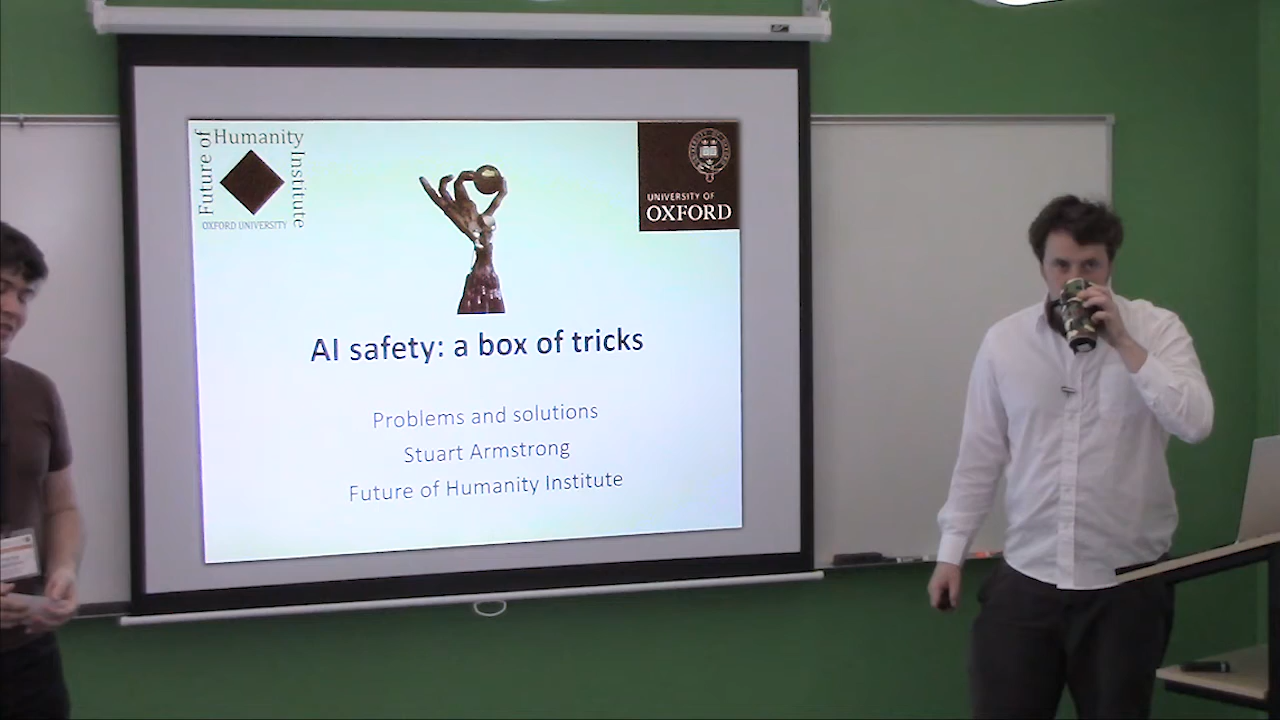 Future of
Humanity
Institute
OXFORD UNIVERSITY
UNIVERSITY OF
OXFORD
AI safety: a box of tricks
Problems and solutions
Stuart Armstrong
Future of Humanity Institute